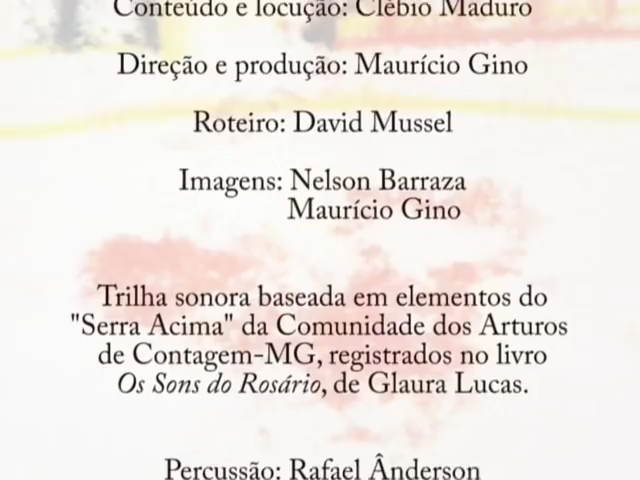 Conteúdo e locução: Clébio Maduro
Direção e produção: Maurício Gino
Roteiro: David Mussel
Imagens: Nelson Barraza
Maurício Gino
Trilha sonora baseada em elementos do
"Serra Acima" da Comunidade dos Arturos
de Contagem-MG, registrados no livro
Os Sons do Rosário, de Glaura Lucas.
Percussão: Rafael Ânderson